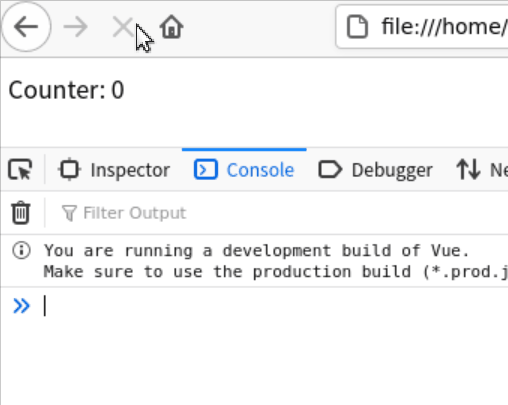 file:///home/
Counter: 0
Inspector Console Debugger Ne
Filter Output
You are running a development build of Vue.
Make sure to use the production build (*.prod.j